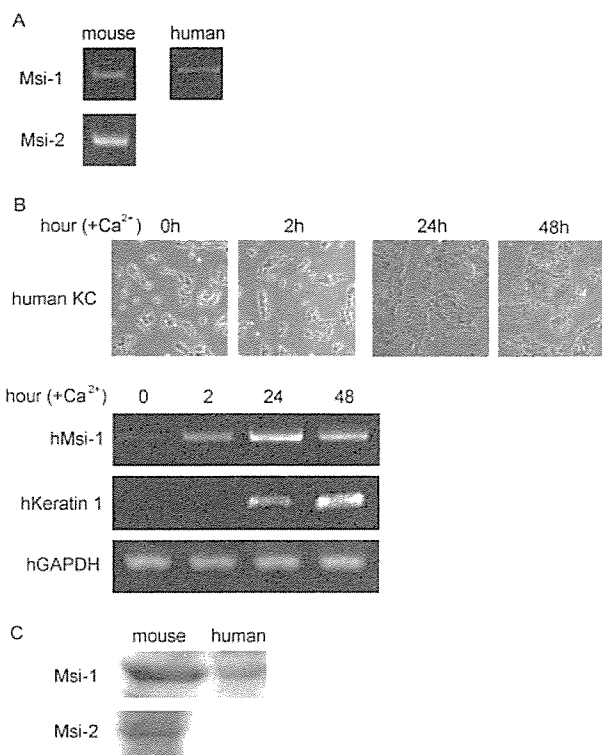 A
mouse human
Msi-1
Msi-2
B
hour (+Ca²⁺) 0h 2h 24h 48h
human KC
hour (+Ca²⁺) 0 2 24 48
hMsi-1
hKeratin 1
hGAPDH
C
mouse human
Msi-1
Msi-2